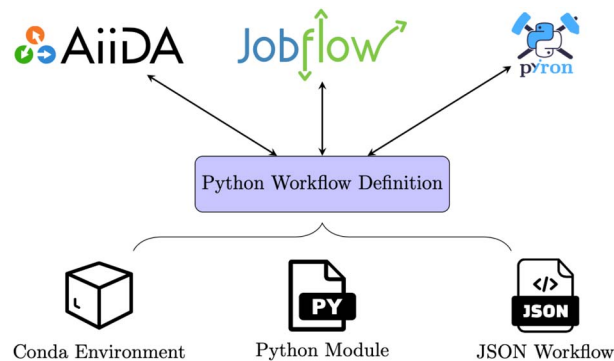 AiiDA
Jobflow
pyiron
Python Workflow Definition
L
PY
</>
JSON
Conda Environment
Python Module
JSON Workflow